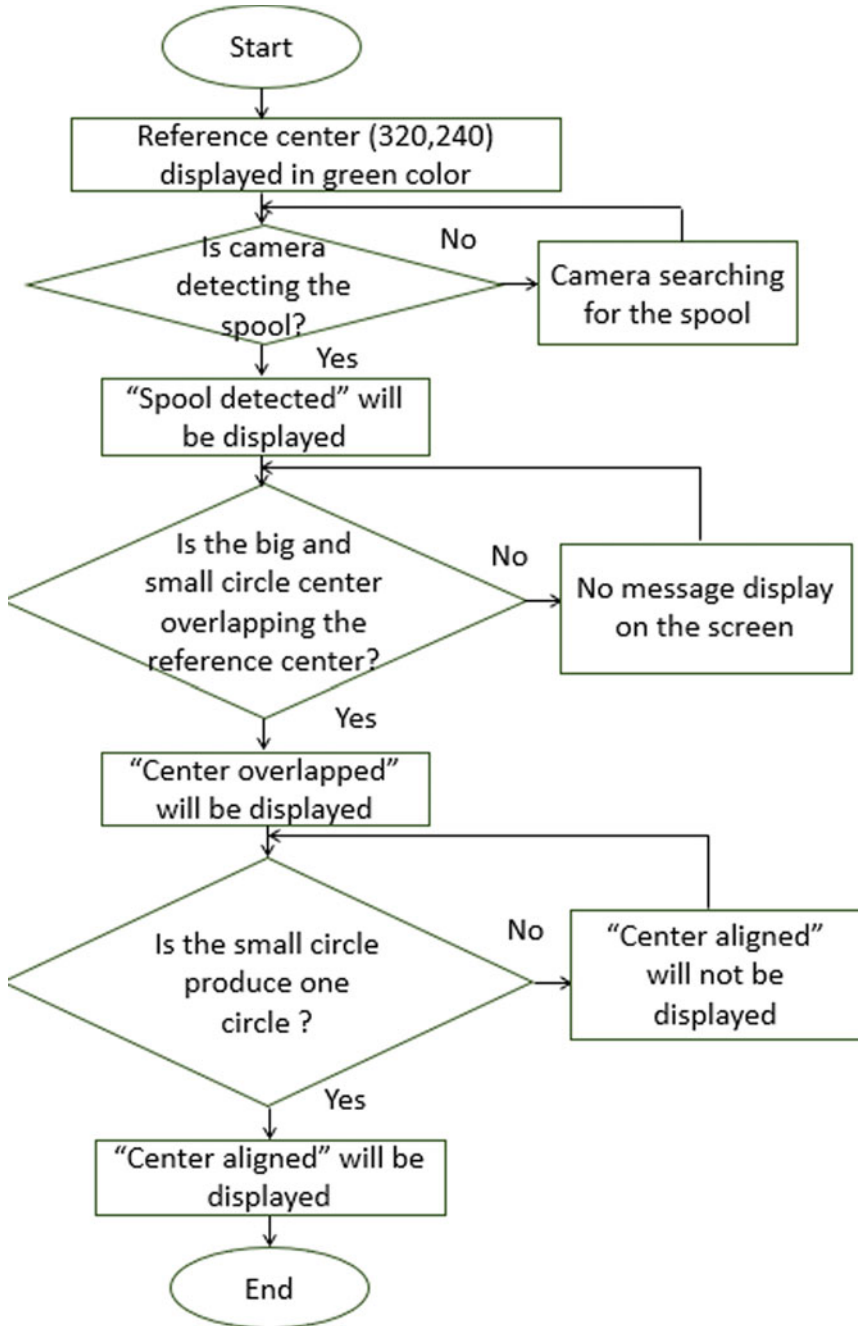 Start
Reference center (320,240)
displayed in green color
No
Is camera
detecting the
spool?
Camera searching
for the spool
Yes
“Spool detected” will
be displayed
Is the big and
small circle center
overlapping the
reference center?
No
No message display
on the screen
Yes
“Center overlapped”
will be displayed
Is the small circle
produce one
circle ?
No
“Center aligned”
will not be
displayed
Yes
“Center aligned” will be
displayed
End